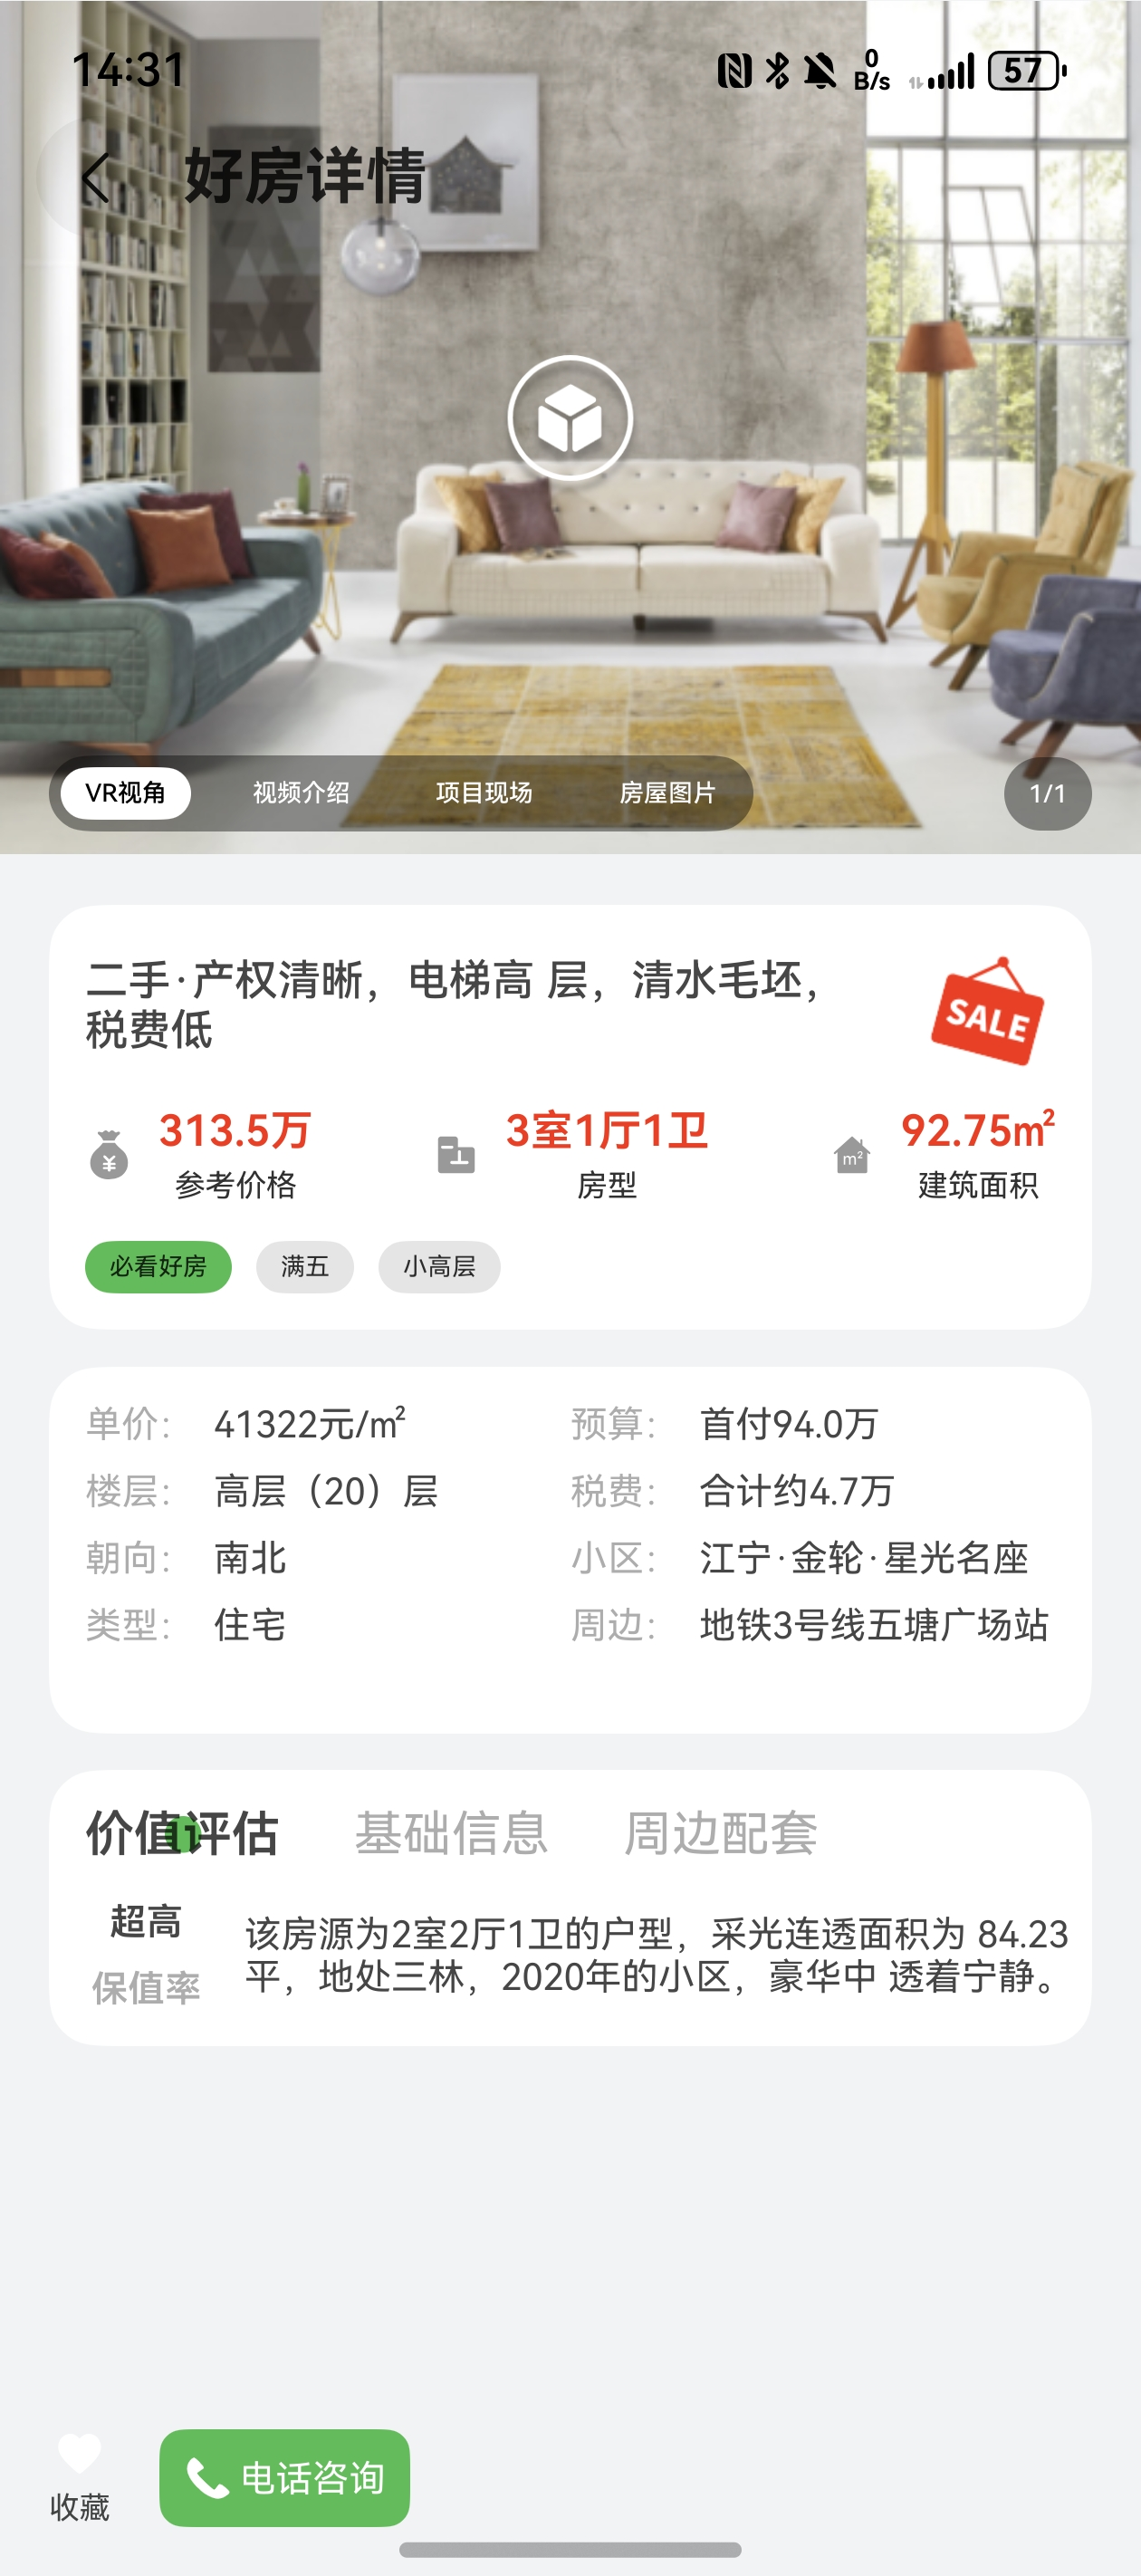 14:31
0
B/s
57
好房详情
VR视角 视频介绍 项目现场 房屋图片 1/1
二手·产权清晰，电梯高 层，清水毛坯，
税费低
SALE
313.5万 3室1厅1卫 92.75m²
¥ m²
参考价格 房型 建筑面积
必看好房 满五 小高层
单价： 41322元/㎡ 预算： 首付94.0万
楼层： 高层（20）层 税费： 合计约4.7万
朝向： 南北 小区： 江宁·金轮·星光名座
类型： 住宅 周边： 地铁3号线五塘广场站
价值评估 基础信息 周边配套
超高
保值率
该房源为2室2厅1卫的户型，采光连透面积为 84.23
平，地处三林，2020年的小区，豪华中 透着宁静。
收藏
电话咨询